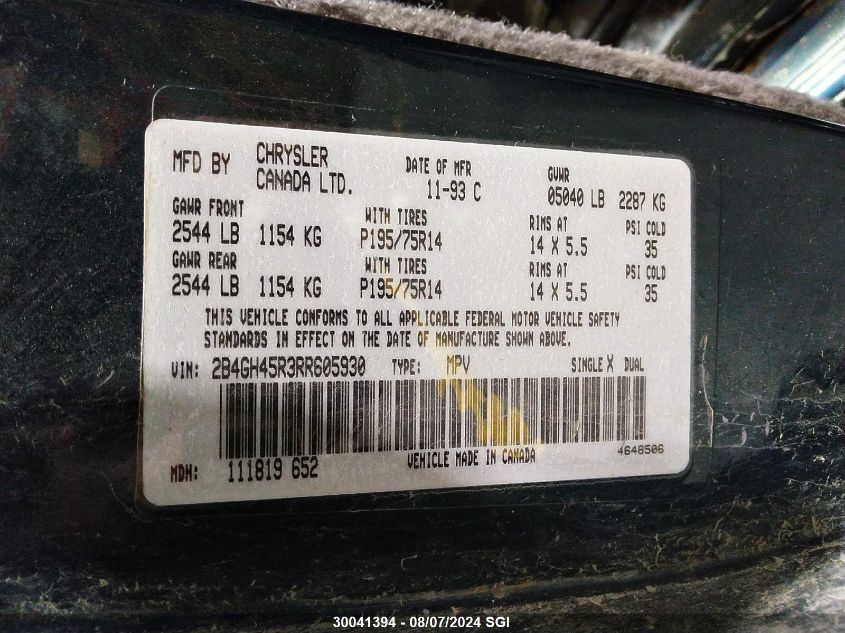 MFD BY CHRYSLER CANADA LTD. DATE OF MFR 11-93 C GVWR 05040 LB 2287 KG
GAWR FRONT WITH TIRES RIMS AT PSI COLD
2544 LB 1154 KG P195/75R14 14 X 5.5 35
GAWR REAR WITH TIRES RIMS AT PSI COLD
2544 LB 1154 KG P195/75R14 14 X 5.5 35
THIS VEHICLE CONFORMS TO ALL APPLICABLE FEDERAL MOTOR VEHICLE SAFETY
STANDARDS IN EFFECT ON THE DATE OF MANUFACTURE SHOWN ABOVE.
VIN: 2B4GH45R3RR605930 TYPE: MPV SINGLE X DUAL
MDH: 111819 652 VEHICLE MADE IN CANADA 4648506
30041394 - 08/07/2024 SGI